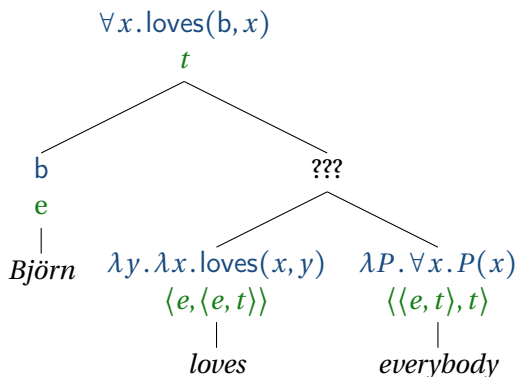 ∀x.loves(b, x)
t
b
???
e
Björn
λy.λx.loves(x, y)
λP.∀x.P(x)
⟨e,⟨e, t⟩⟩
⟨⟨e, t⟩, t⟩
loves
everybody